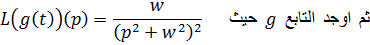 ثم اوجد التابع g حيث L(g(t))(p) = w / (p² + w²)²